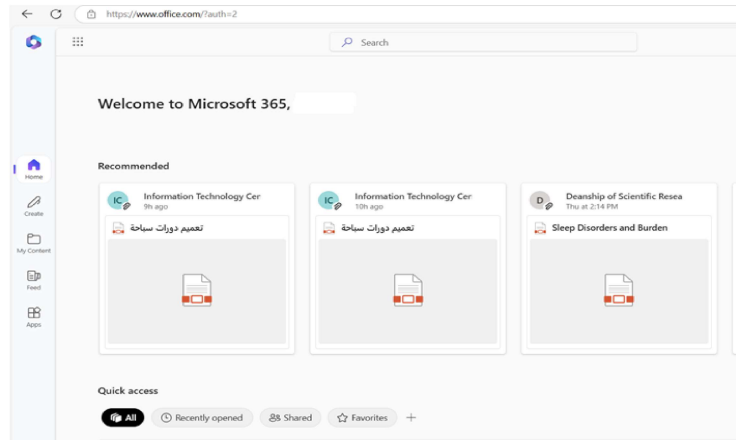 https://www.office.com/?auth=2
Search
Welcome to Microsoft 365,
Home
Create
My Content
Feed
Apps
Recommended
IC
Information Technology Cer
9h ago
تعميم دورات سباحة
IC
Information Technology Cer
10h ago
تعميم دورات سباحة
D
Deanship of Scientific Resea
Thu at 2:14 PM
Sleep Disorders and Burden
Quick access
All
Recently opened
Shared
Favorites